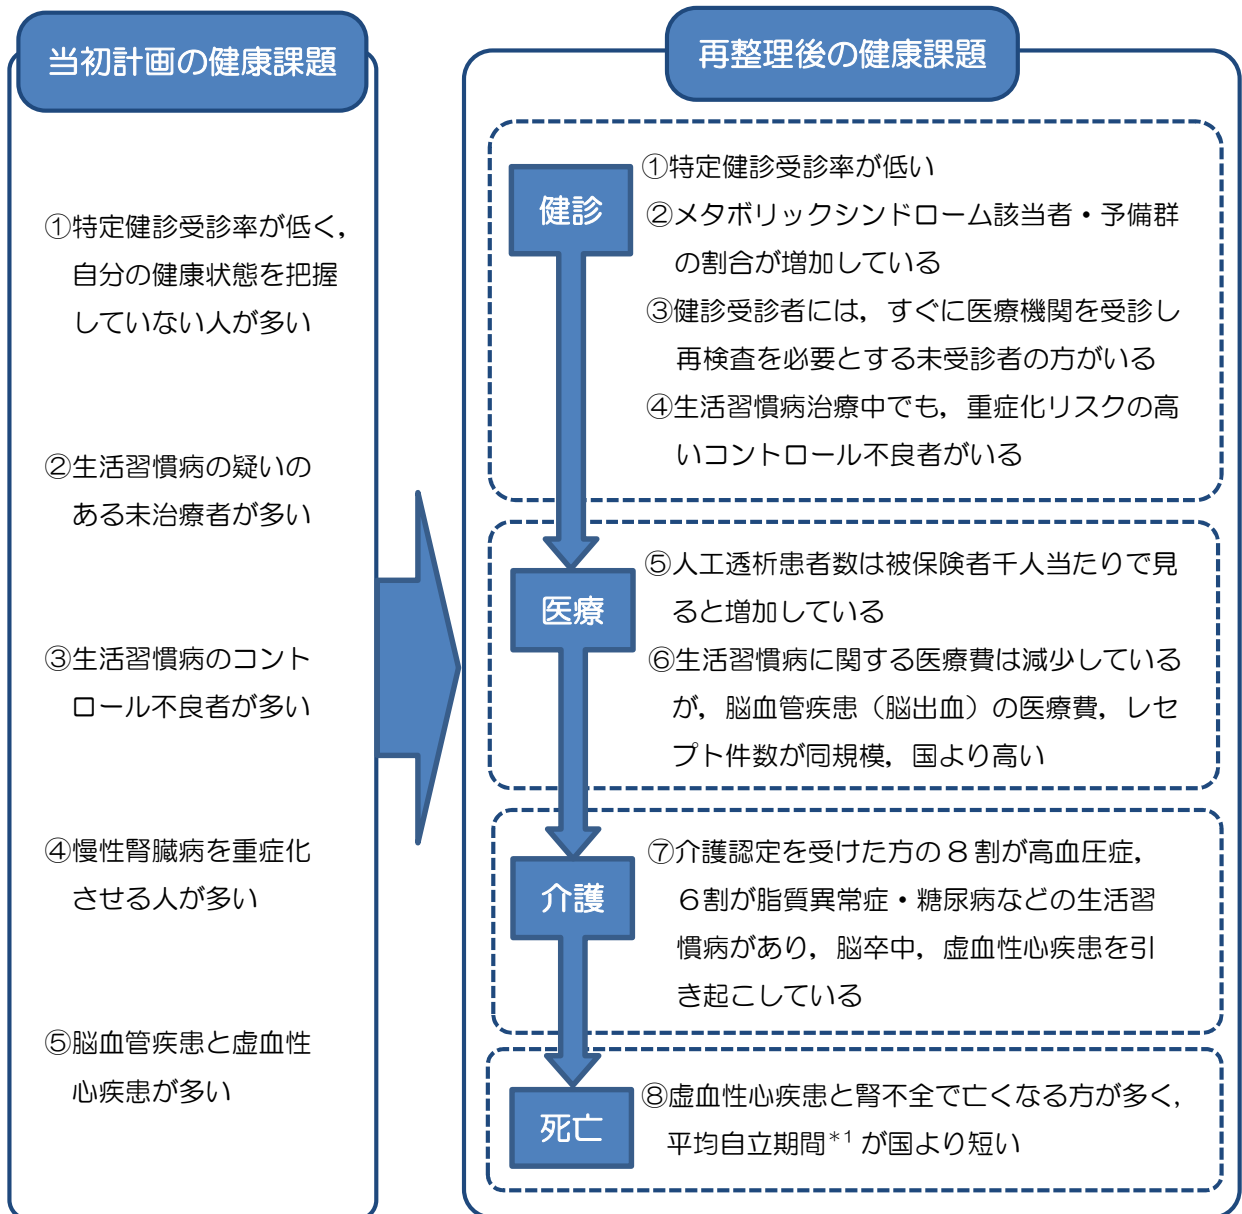 当初計画の健康課題
①特定健診受診率が低く，
自分の健康状態を把握
していない人が多い
②生活習慣病の疑いの
ある未治療者が多い
③生活習慣病のコント
ロール不良者が多い
④慢性腎臓病を重症化
させる人が多い
⑤脳血管疾患と虚血性
心疾患が多い
再整理後の健康課題
健診
①特定健診受診率が低い
②メタボリックシンドローム該当者・予備群
の割合が増加している
③健診受診者には，すぐに医療機関を受診し
再検査を必要とする未受診者の方がいる
④生活習慣病治療中でも，重症化リスクの高
いコントロール不良者がいる
医療
⑤人工透析患者数は被保険者千人当たりで見
ると増加している
⑥生活習慣病に関する医療費は減少している
が，脳血管疾患（脳出血）の医療費，レセ
プト件数が同規模，国より高い
介護
⑦介護認定を受けた方の８割が高血圧症，
６割が脂質異常症・糖尿病などの生活習
慣病があり，脳卒中，虚血性心疾患を引
き起こしている
死亡
⑧虚血性心疾患と腎不全で亡くなる方が多く，
平均自立期間*1 が国より短い